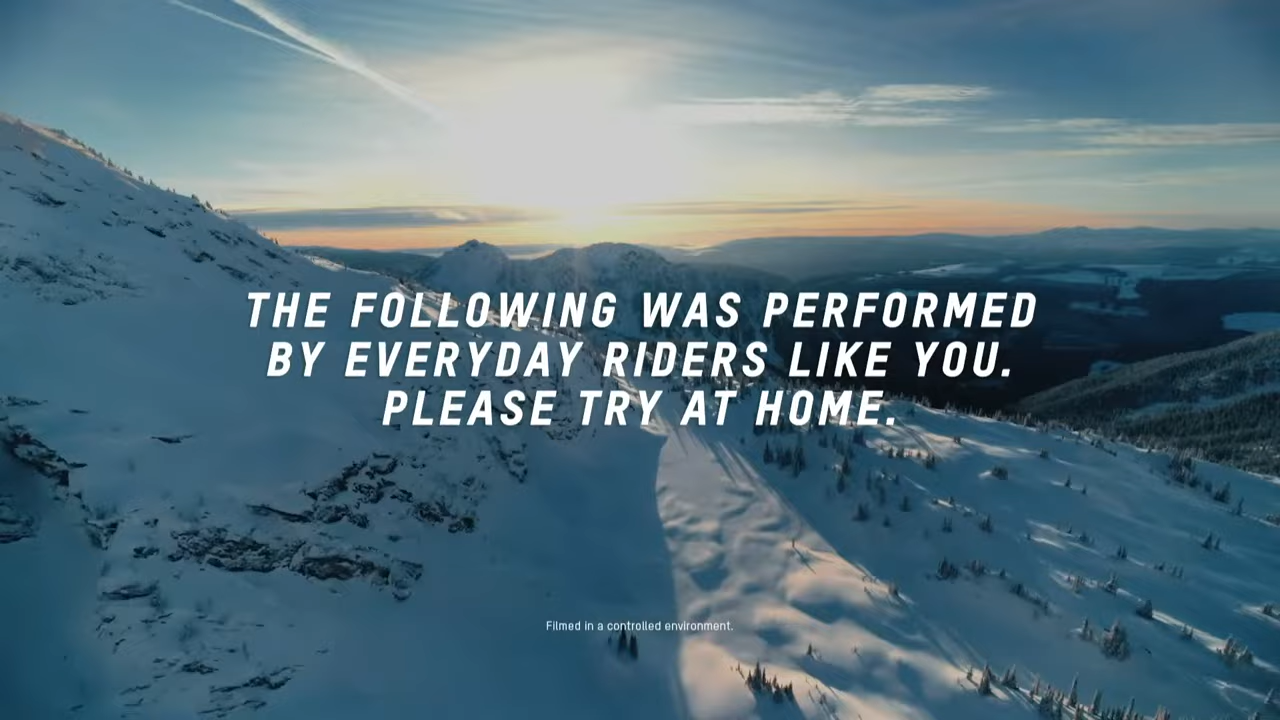 THE FOLLOWING WAS PERFORMED
BY EVERYDAY RIDERS LIKE YOU.
PLEASE TRY AT HOME.
Filmed in a controlled environment.